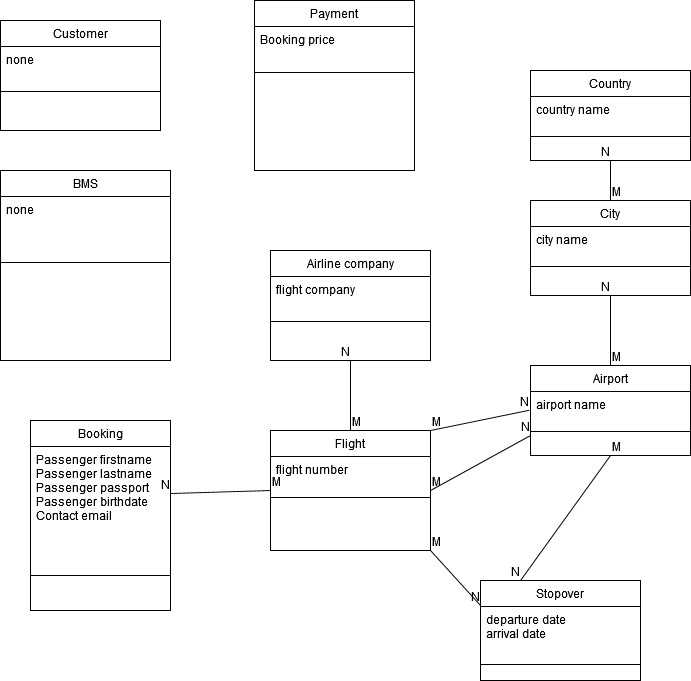 Payment
Booking price
Customer
none
Country
country name
N
M
BMS
none
City
city name
N
M
Airline company
flight company
N
M
Airport
airport name
M
Booking
Passenger firstname
Passenger lastname
Passenger passport
Passenger birthdate
Contact email
N
Flight
flight number
M
M
N
M
N
M
N
Stopover
departure date
arrival date
N